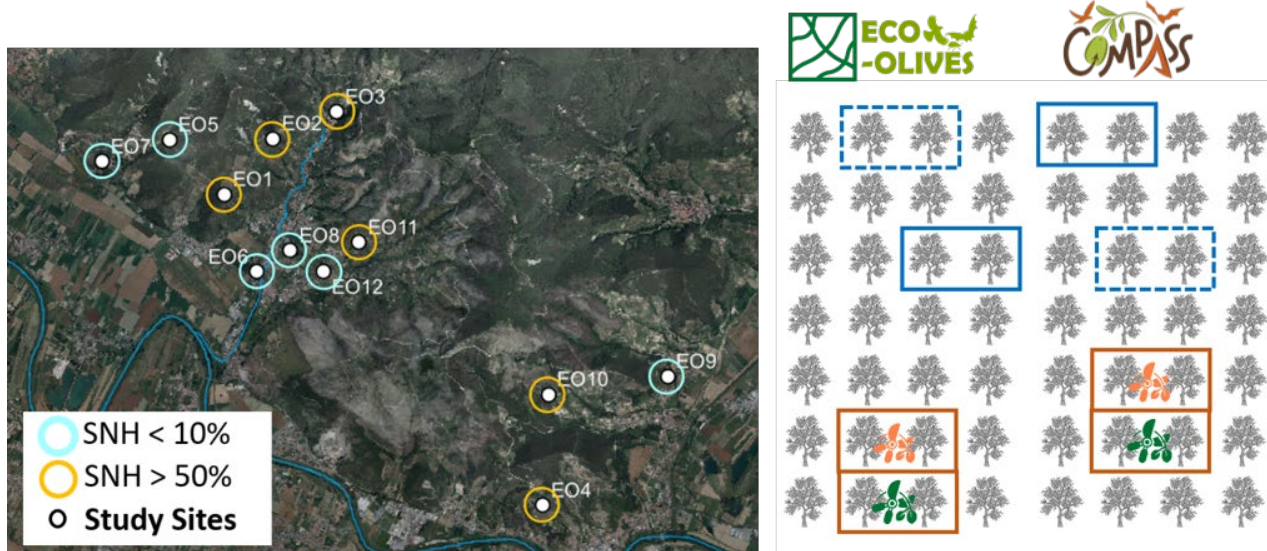 ECO
-OLIVES
COMPASS
EO3
EO5
EO2
EO7
EO1
EO11
EO8
EO6
EO12
EO9
EO10
EO4
SNH < 10%
SNH > 50%
Study Sites